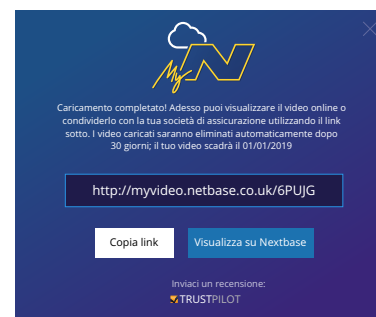 My N
Caricamento completato! Adesso puoi visualizzare il video online o
condividerlo con la tua società di assicurazione utilizzando il link
sotto. I video caricati saranno eliminati automaticamente dopo
30 giorni; il tuo video scadrà il 01/01/2019
http://myvideo.netbase.co.uk/6PUJG
Copia link Visualizza su Nextbase
Inviaci un recensione:
TRUSTPILOT